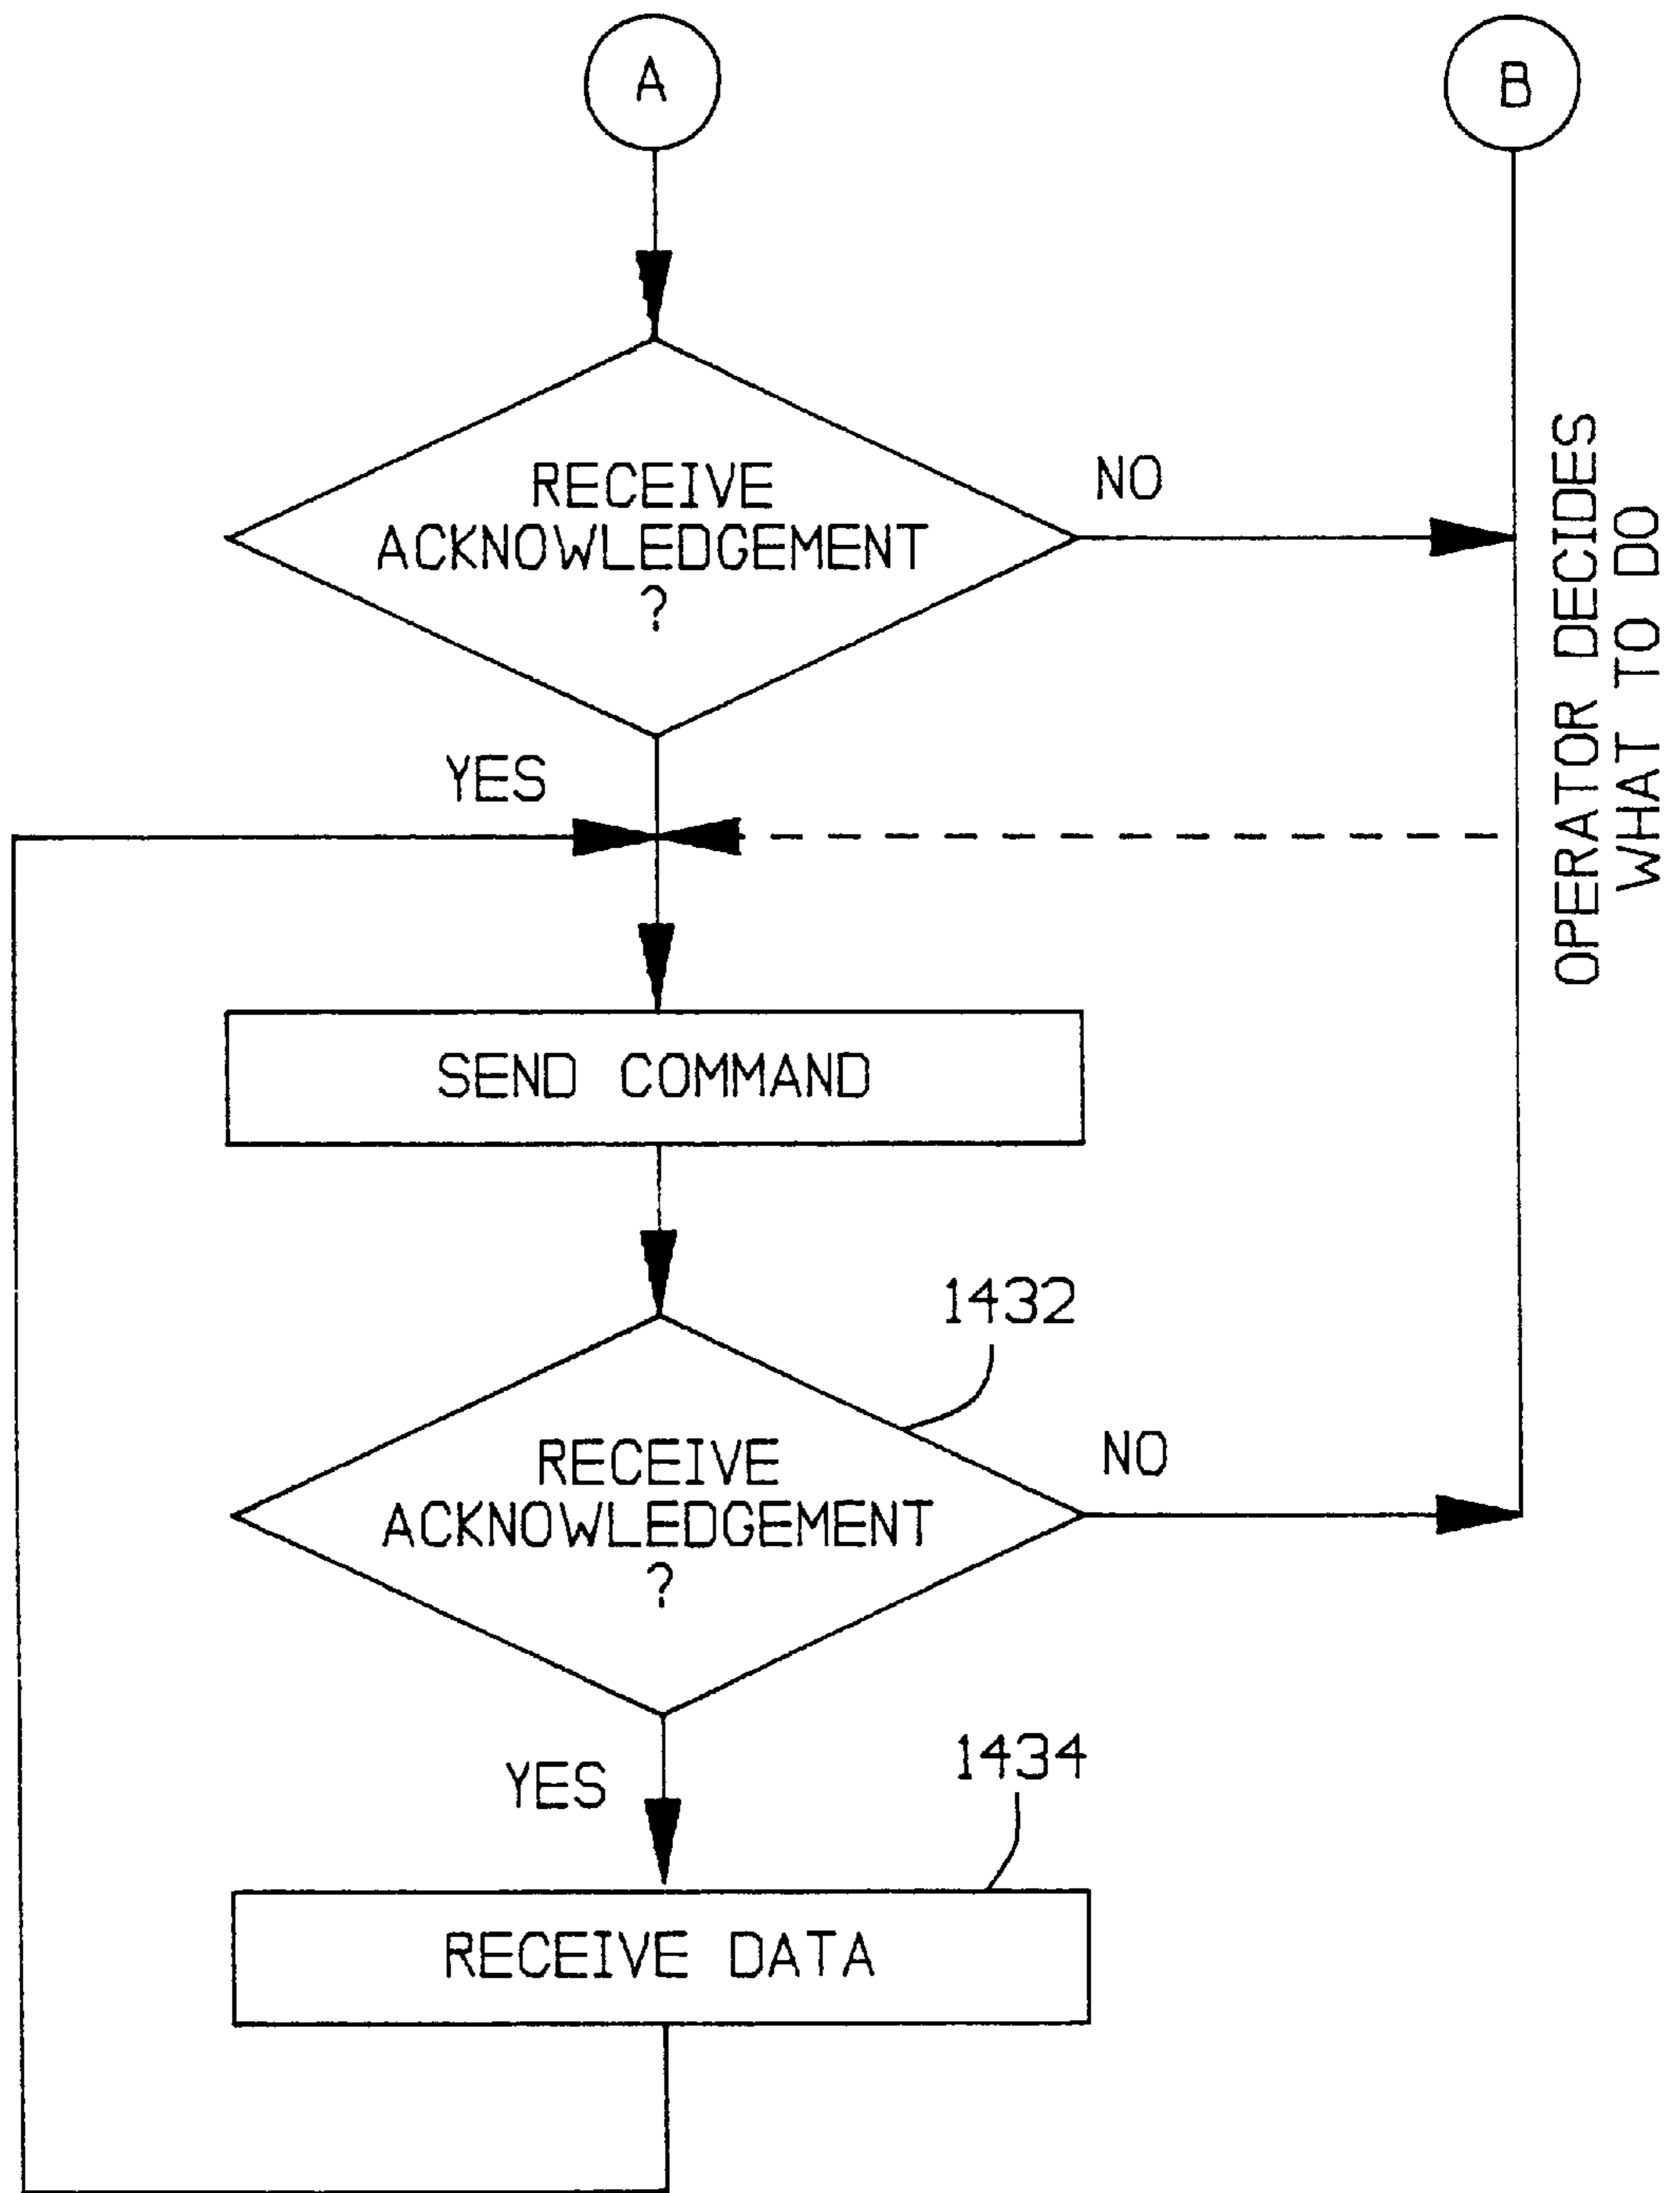 A
B
RECEIVE
ACKNOWLEDGEMENT
?
NO
YES
OPERATOR DECIDES
WHAT TO DO
SEND COMMAND
1432
RECEIVE
ACKNOWLEDGEMENT
?
NO
YES
1434
RECEIVE DATA